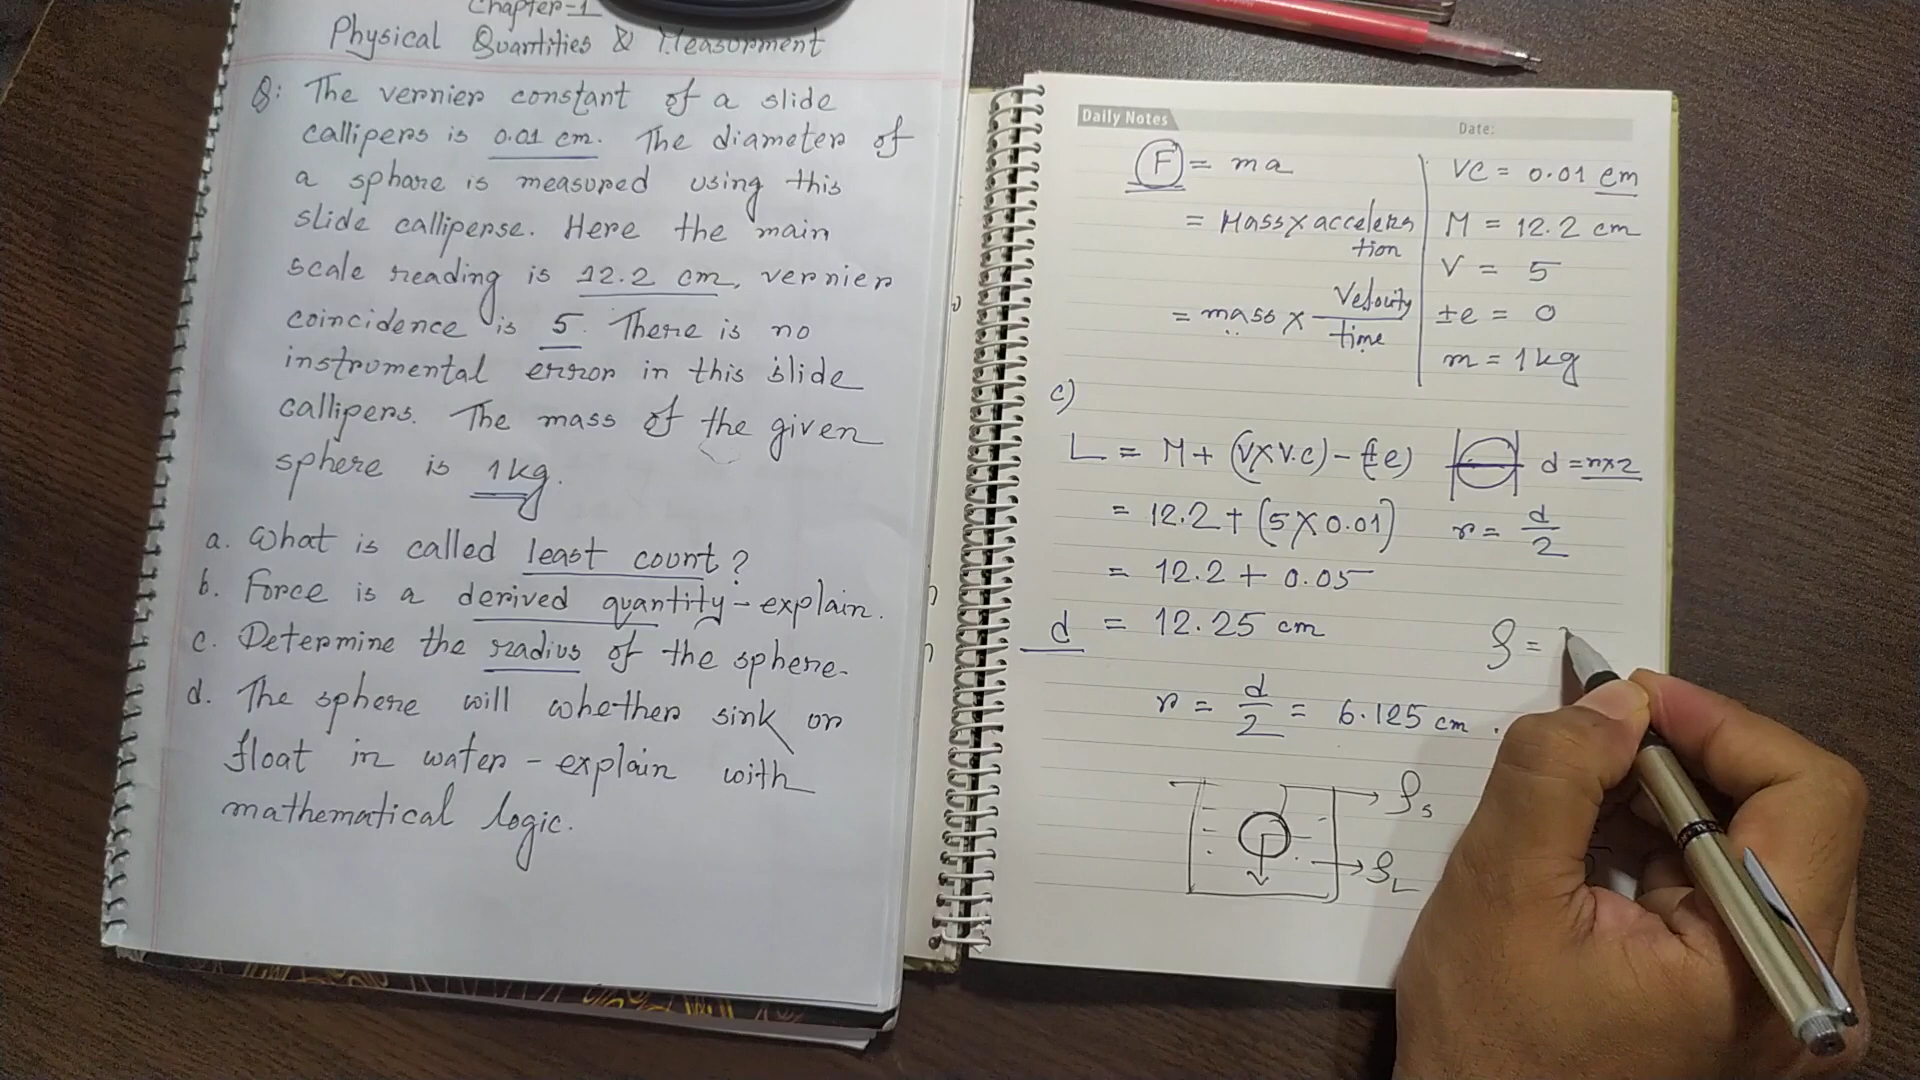 Chapter-1
Physical Quantities & Measurment
Q: The vernier constant of a slide
callipers is 0.01 cm. The diameter of
a sphare is measured using this
slide calliperse. Here the main
scale reading is 12.2 cm, vernier
coincidence is 5. There is no
instrumental error in this slide
callipers. The mass of the given
sphere is 1kg.
a. What is called least count?
b. Force is a derived quantity-explain.
c. Determine the radius of the sphere.
d. The sphere will whether sink or
float in water - explain with
mathematical logic.
Daily Notes
Date:
F = ma
= Mass×accelera
tion
= mass × Velocity
time
VC = 0.01 cm
M = 12.2 cm
V = 5
±e = 0
m = 1kg
c)
L = M+ (V×V.C) - (±e)
d = r×2
= 12.2 + (5×0.01)
r = d
2
= 12.2 + 0.05
d = 12.25 cm
ρ =
r = d
2 = 6.125 cm.
ρs
ρL